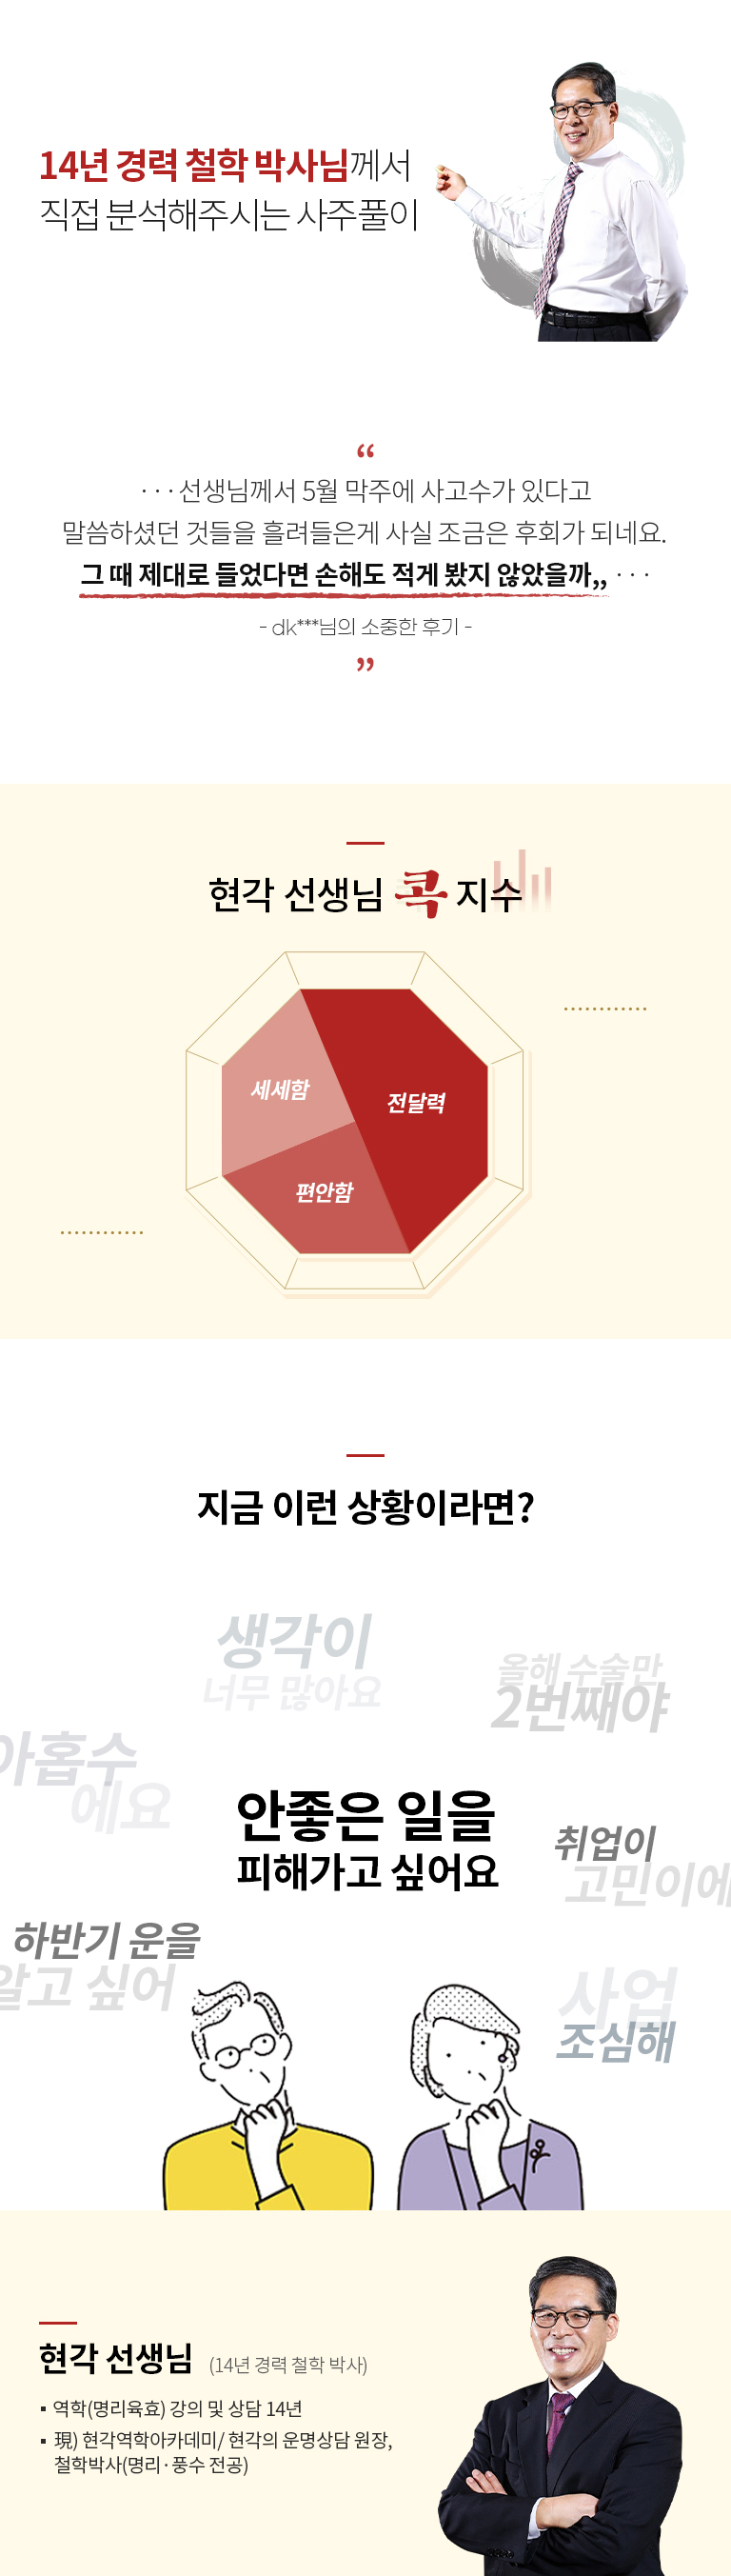 14년 경력 철학 박사님께서
직접 분석해주시는 사주풀이
“
· · · 선생님께서 5월 막주에 사고수가 있다고
말씀하셨던 것들을 흘려들은게 사실 조금은 후회가 되네요.
그 때 제대로 들었다면 손해도 적게 봤지 않았을까,, · · ·
- dk***님의 소중한 후기 -
”
현각 선생님 콕 지수
세세함
전달력
편안함
지금 이런 상황이라면?
생각이
너무 많아요
올해 수술만
2번째야
아홉수
에요
안좋은 일을
피해가고 싶어요
취업이
고민이에
하반기 운을
알고 싶어
사업
조심해
현각 선생님 (14년 경력 철학 박사)
▪ 역학(명리육효) 강의 및 상담 14년
▪ 現) 현각역학아카데미/ 현각의 운명상담 원장,
철학박사(명리·풍수 전공)